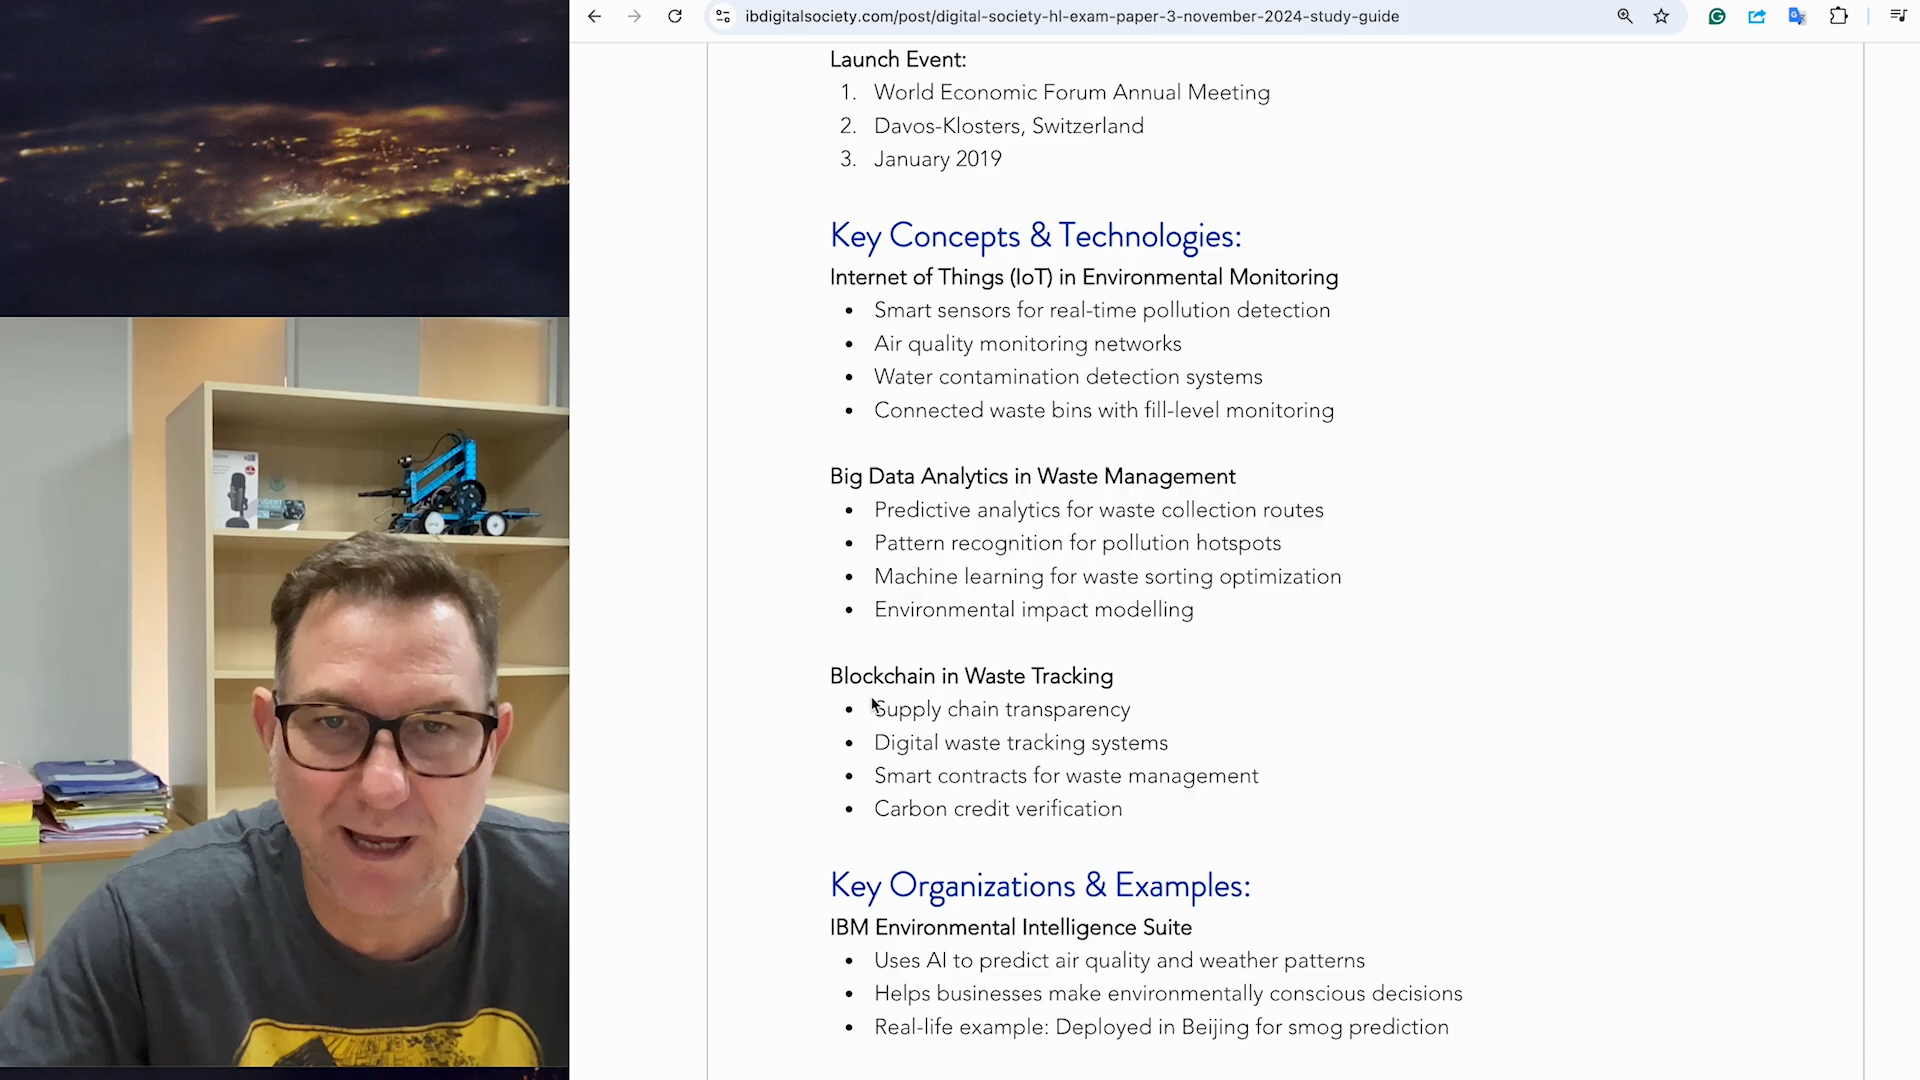 ibdigitalsociety.com/post/digital-society-hl-exam-paper-3-november-2024-study-guide
Launch Event:
1. World Economic Forum Annual Meeting
2. Davos-Klosters, Switzerland
3. January 2019
Key Concepts & Technologies:
Internet of Things (IoT) in Environmental Monitoring
• Smart sensors for real-time pollution detection
• Air quality monitoring networks
• Water contamination detection systems
• Connected waste bins with fill-level monitoring
Big Data Analytics in Waste Management
• Predictive analytics for waste collection routes
• Pattern recognition for pollution hotspots
• Machine learning for waste sorting optimization
• Environmental impact modelling
Blockchain in Waste Tracking
• Supply chain transparency
• Digital waste tracking systems
• Smart contracts for waste management
• Carbon credit verification
Key Organizations & Examples:
IBM Environmental Intelligence Suite
• Uses AI to predict air quality and weather patterns
• Helps businesses make environmentally conscious decisions
• Real-life example: Deployed in Beijing for smog prediction